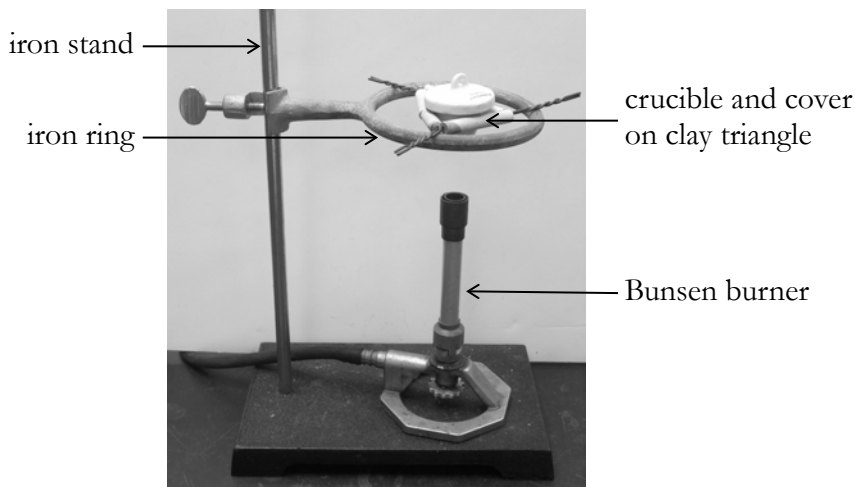 iron stand
iron ring
crucible and cover
on clay triangle
Bunsen burner